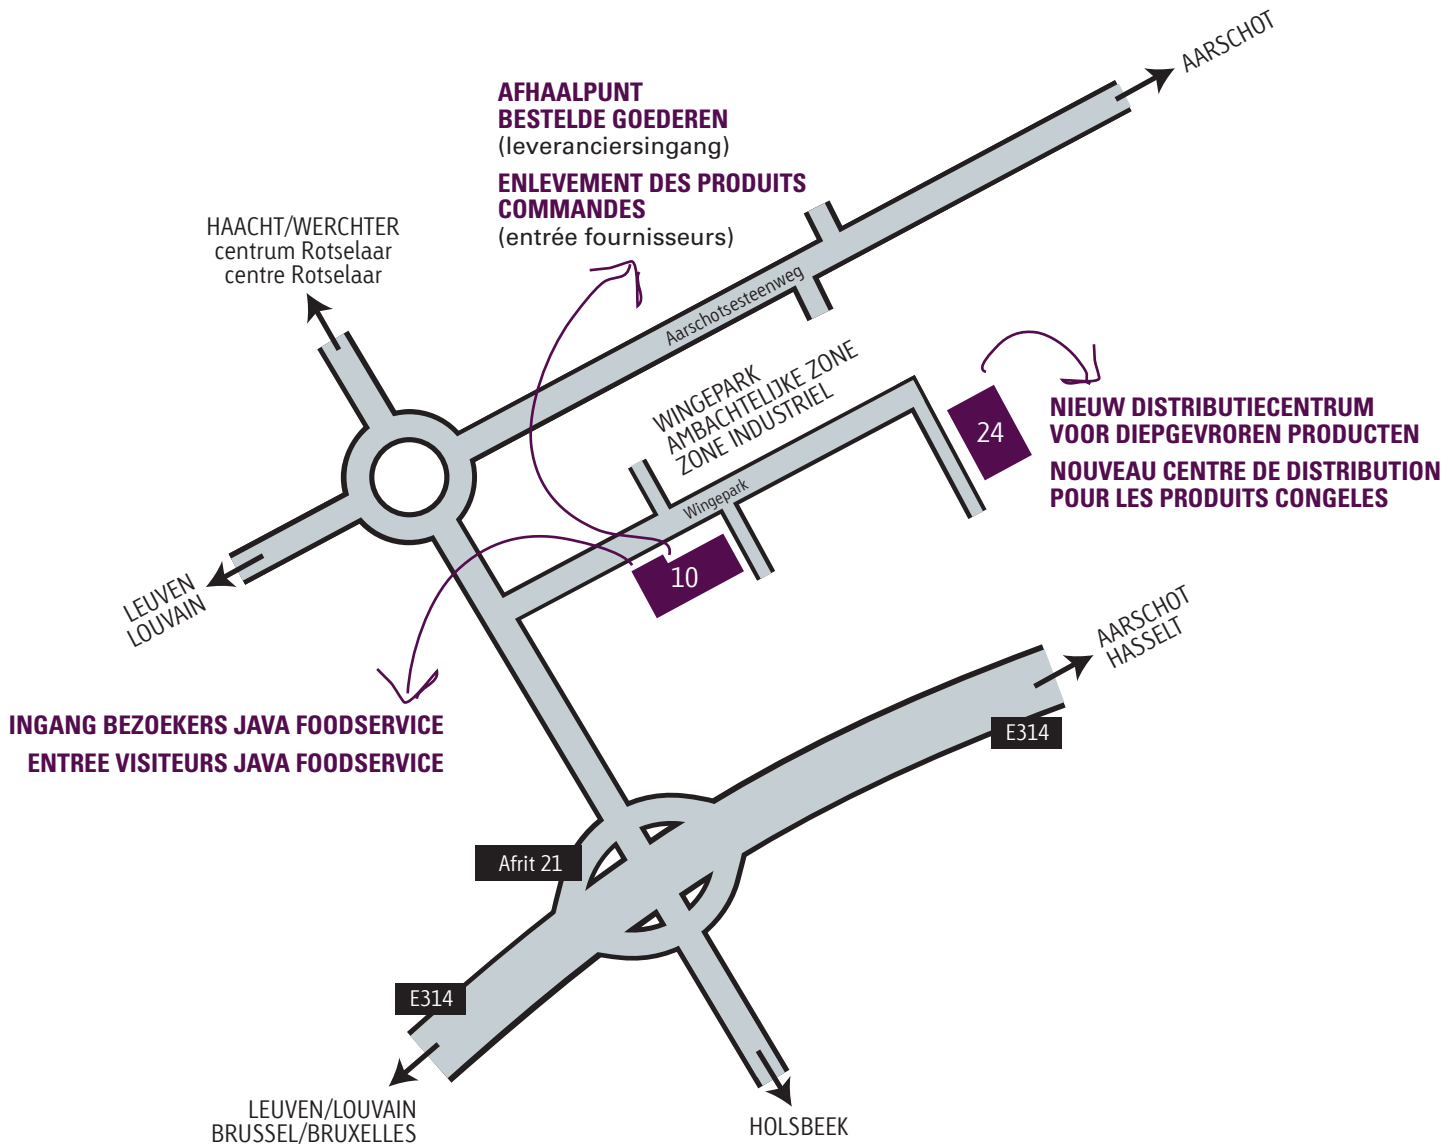 AARSCHOT
AFHAALPUNT
BESTELDE GOEDEREN
(leveranciersingang)
ENLEVEMENT DES PRODUITS
COMMANDES
(entrée fournisseurs)
HAACHT/WERCHTER
centrum Rotselaar
centre Rotselaar
Aarschotsesteenweg
WINGEPARK
AMBACHTELIJKE ZONE
ZONE INDUSTRIEL
Wingepark
24
NIEUW DISTRIBUTIECENTRUM
VOOR DIEPGEVROREN PRODUCTEN
NOUVEAU CENTRE DE DISTRIBUTION
POUR LES PRODUITS CONGELES
10
LEUVEN
LOUVAIN
AARSCHOT
HASSELT
INGANG BEZOEKERS JAVA FOODSERVICE
ENTREE VISITEURS JAVA FOODSERVICE
E314
Afrit 21
E314
LEUVEN/LOUVAIN
BRUSSEL/BRUXELLES
HOLSBEEK